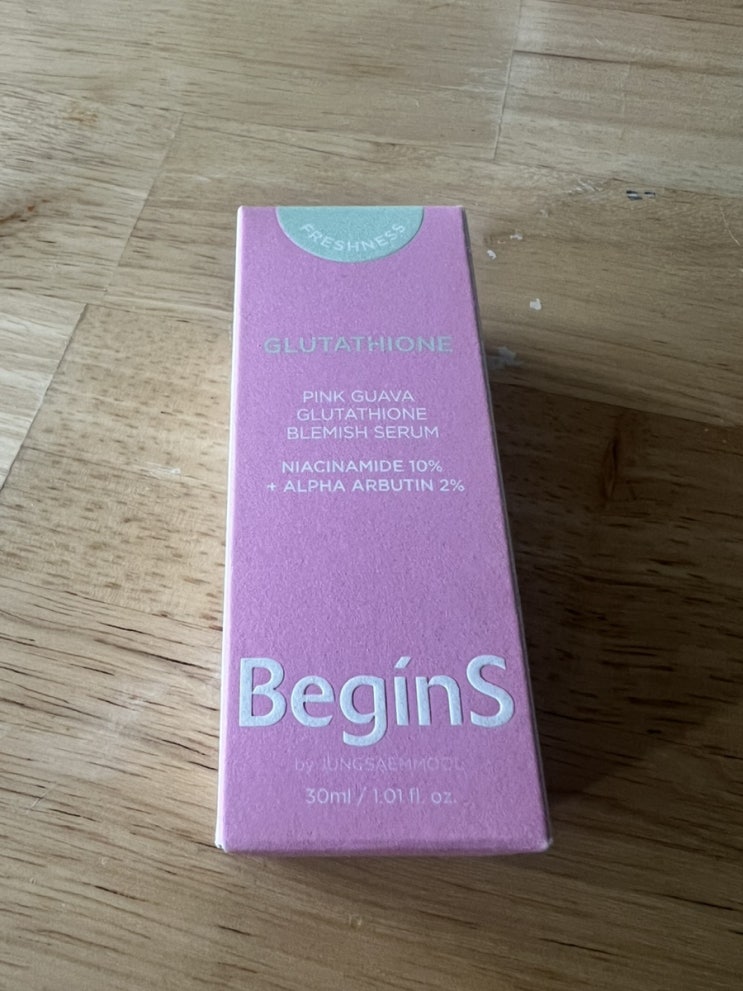 FRESHNESS
GLUTATHIONE
PINK GUAVA
GLUTATHIONE
BLEMISH SERUM
NIACINAMIDE 10%
+ ALPHA ARBUTIN 2%
BegínS
by JUNGSAEMMOOL
30ml / 1.01 fl. oz.